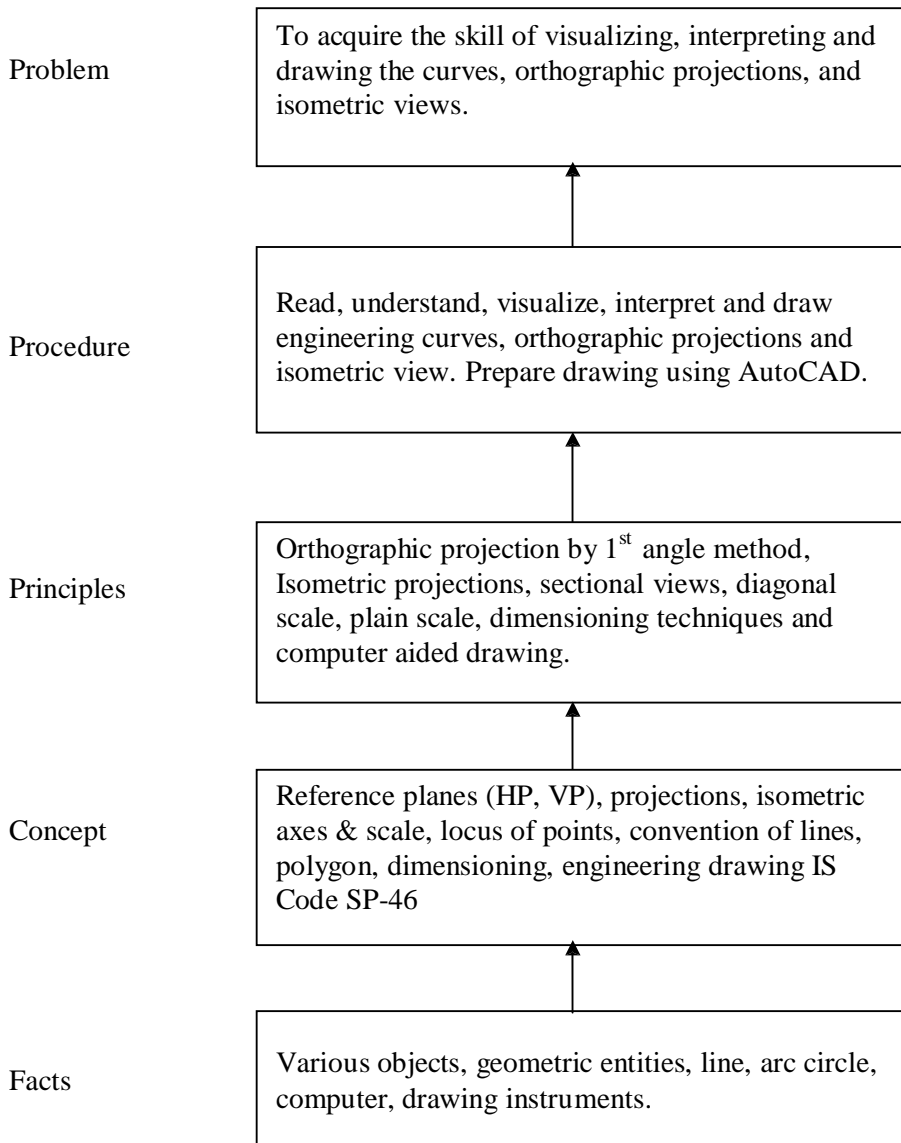 Problem
To acquire the skill of visualizing, interpreting and
drawing the curves, orthographic projections, and
isometric views.
Procedure
Read, understand, visualize, interpret and draw
engineering curves, orthographic projections and
isometric view. Prepare drawing using AutoCAD.
Principles
Orthographic projection by 1st angle method,
Isometric projections, sectional views, diagonal
scale, plain scale, dimensioning techniques and
computer aided drawing.
Concept
Reference planes (HP, VP), projections, isometric
axes & scale, locus of points, convention of lines,
polygon, dimensioning, engineering drawing IS
Code SP-46
Facts
Various objects, geometric entities, line, arc circle,
computer, drawing instruments.